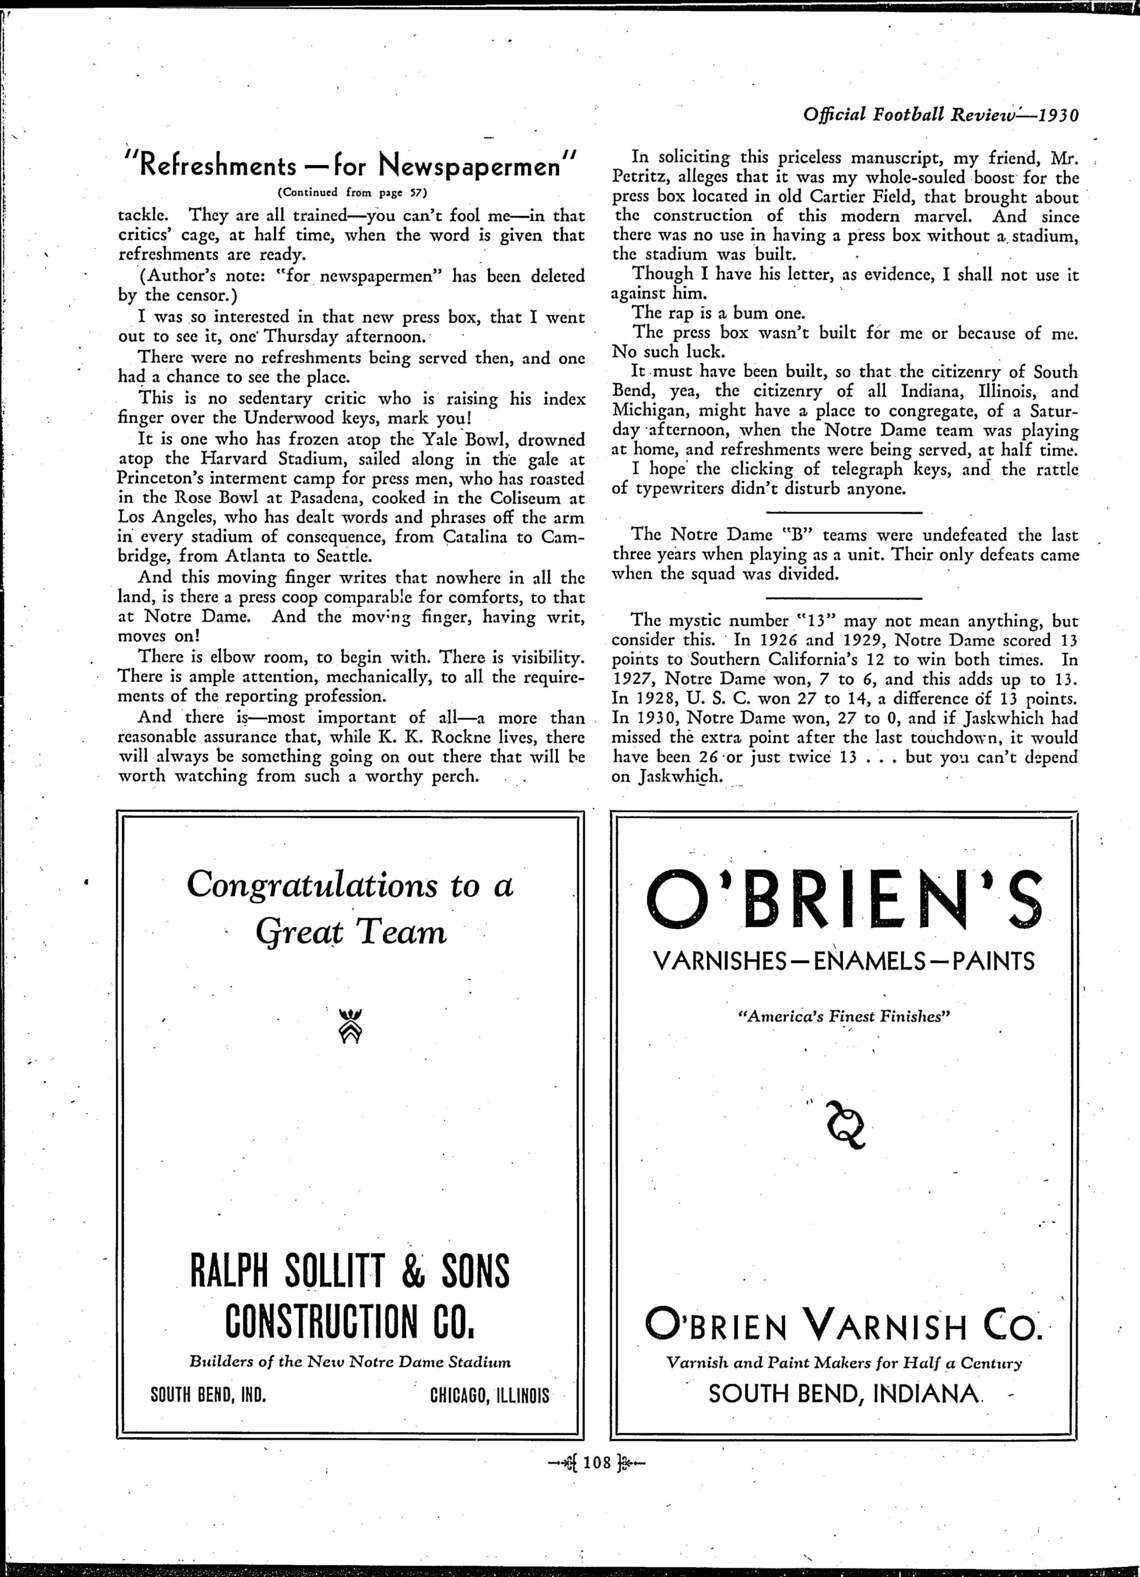 Official Football Review—1930
"Refreshments — for Newspapermen"
(Continued from page 57)
tackle. They are all trained—you can't fool me—in that
critics' cage, at half time, when the word is given that
refreshments are ready.
(Author's note: "for newspapermen" has been deleted
by the censor.)
I was so interested in that new press box, that I went
out to see it, one Thursday afternoon.
There were no refreshments being served then, and one
had a chance to see the place.
This is no sedentary critic who is raising his index
finger over the Underwood keys, mark you!
It is one who has frozen atop the Yale Bowl, drowned
atop the Harvard Stadium, sailed along in the gale at
Princeton's interment camp for press men, who has roasted
in the Rose Bowl at Pasadena, cooked in the Coliseum at
Los Angeles, who has dealt words and phrases off the arm
in every stadium of consequence, from Catalina to Cam-
bridge, from Atlanta to Seattle.
And this moving finger writes that nowhere in all the
land, is there a press coop comparable for comforts, to that
at Notre Dame. And the moving finger, having writ,
moves on!
There is elbow room, to begin with. There is visibility.
There is ample attention, mechanically, to all the require-
ments of the reporting profession.
And there is—most important of all—a more than
reasonable assurance that, while K. K. Rockne lives, there
will always be something going on out there that will be
worth watching from such a worthy perch.
In soliciting this priceless manuscript, my friend, Mr.
Petritz, alleges that it was my whole-souled boost for the
press box located in old Cartier Field, that brought about
the construction of this modern marvel. And since
there was no use in having a press box without a stadium,
the stadium was built.
Though I have his letter, as evidence, I shall not use it
against him.
The rap is a bum one.
The press box wasn't built for me or because of me.
No such luck.
It must have been built, so that the citizenry of South
Bend, yea, the citizenry of all Indiana, Illinois, and
Michigan, might have a place to congregate, of a Satur-
day afternoon, when the Notre Dame team was playing
at home, and refreshments were being served, at half time.
I hope the clicking of telegraph keys, and the rattle
of typewriters didn't disturb anyone.
The Notre Dame "B" teams were undefeated the last
three years when playing as a unit. Their only defeats came
when the squad was divided.
The mystic number "13" may not mean anything, but
consider this. In 1926 and 1929, Notre Dame scored 13
points to Southern California's 12 to win both times. In
1927, Notre Dame won, 7 to 6, and this adds up to 13.
In 1928, U. S. C. won 27 to 14, a difference of 13 points.
In 1930, Notre Dame won, 27 to 0, and if Jaskwhich had
missed the extra point after the last touchdown, it would
have been 26 or just twice 13 . . . but you can't depend
on Jaskwhich.
Congratulations to a
Great Team
RALPH SOLLITT & SONS
CONSTRUCTION CO.
Builders of the New Notre Dame Stadium
SOUTH BEND, IND. CHICAGO, ILLINOIS
O'BRIEN'S
VARNISHES—ENAMELS—PAINTS
"America's Finest Finishes"
O'BRIEN VARNISH CO.
Varnish and Paint Makers for Half a Century
SOUTH BEND, INDIANA
108